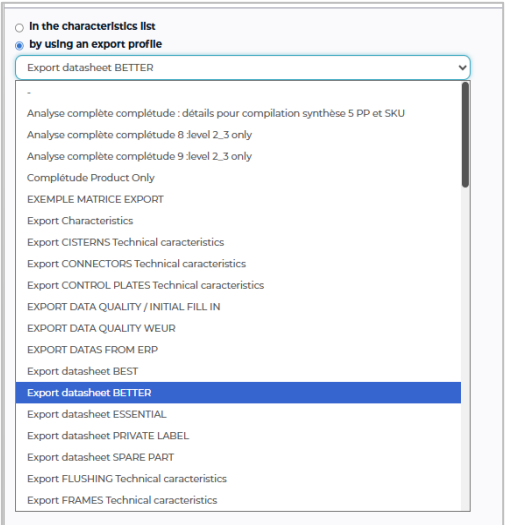 In the characteristics list
by using an export profile
Export datasheet BETTER
-
Analyse complète complétude : détails pour compilation synthèse 5 PP et SKU
Analyse complète complétude 8 :level 2_3 only
Analyse complète complétude 9 :level 2_3 only
Complétude Product Only
EXEMPLE MATRICE EXPORT
Export Characteristics
Export CISTERNS Technical caracteristics
Export CONNECTORS Technical caracteristics
Export CONTROL PLATES Technical caracteristics
EXPORT DATA QUALITY / INITIAL FILL IN
EXPORT DATA QUALITY WEUR
EXPORT DATAS FROM ERP
Export datasheet BEST
Export datasheet BETTER
Export datasheet ESSENTIAL
Export datasheet PRIVATE LABEL
Export datasheet SPARE PART
Export FLUSHING Technical caracteristics
Export FRAMES Technical caracteristics